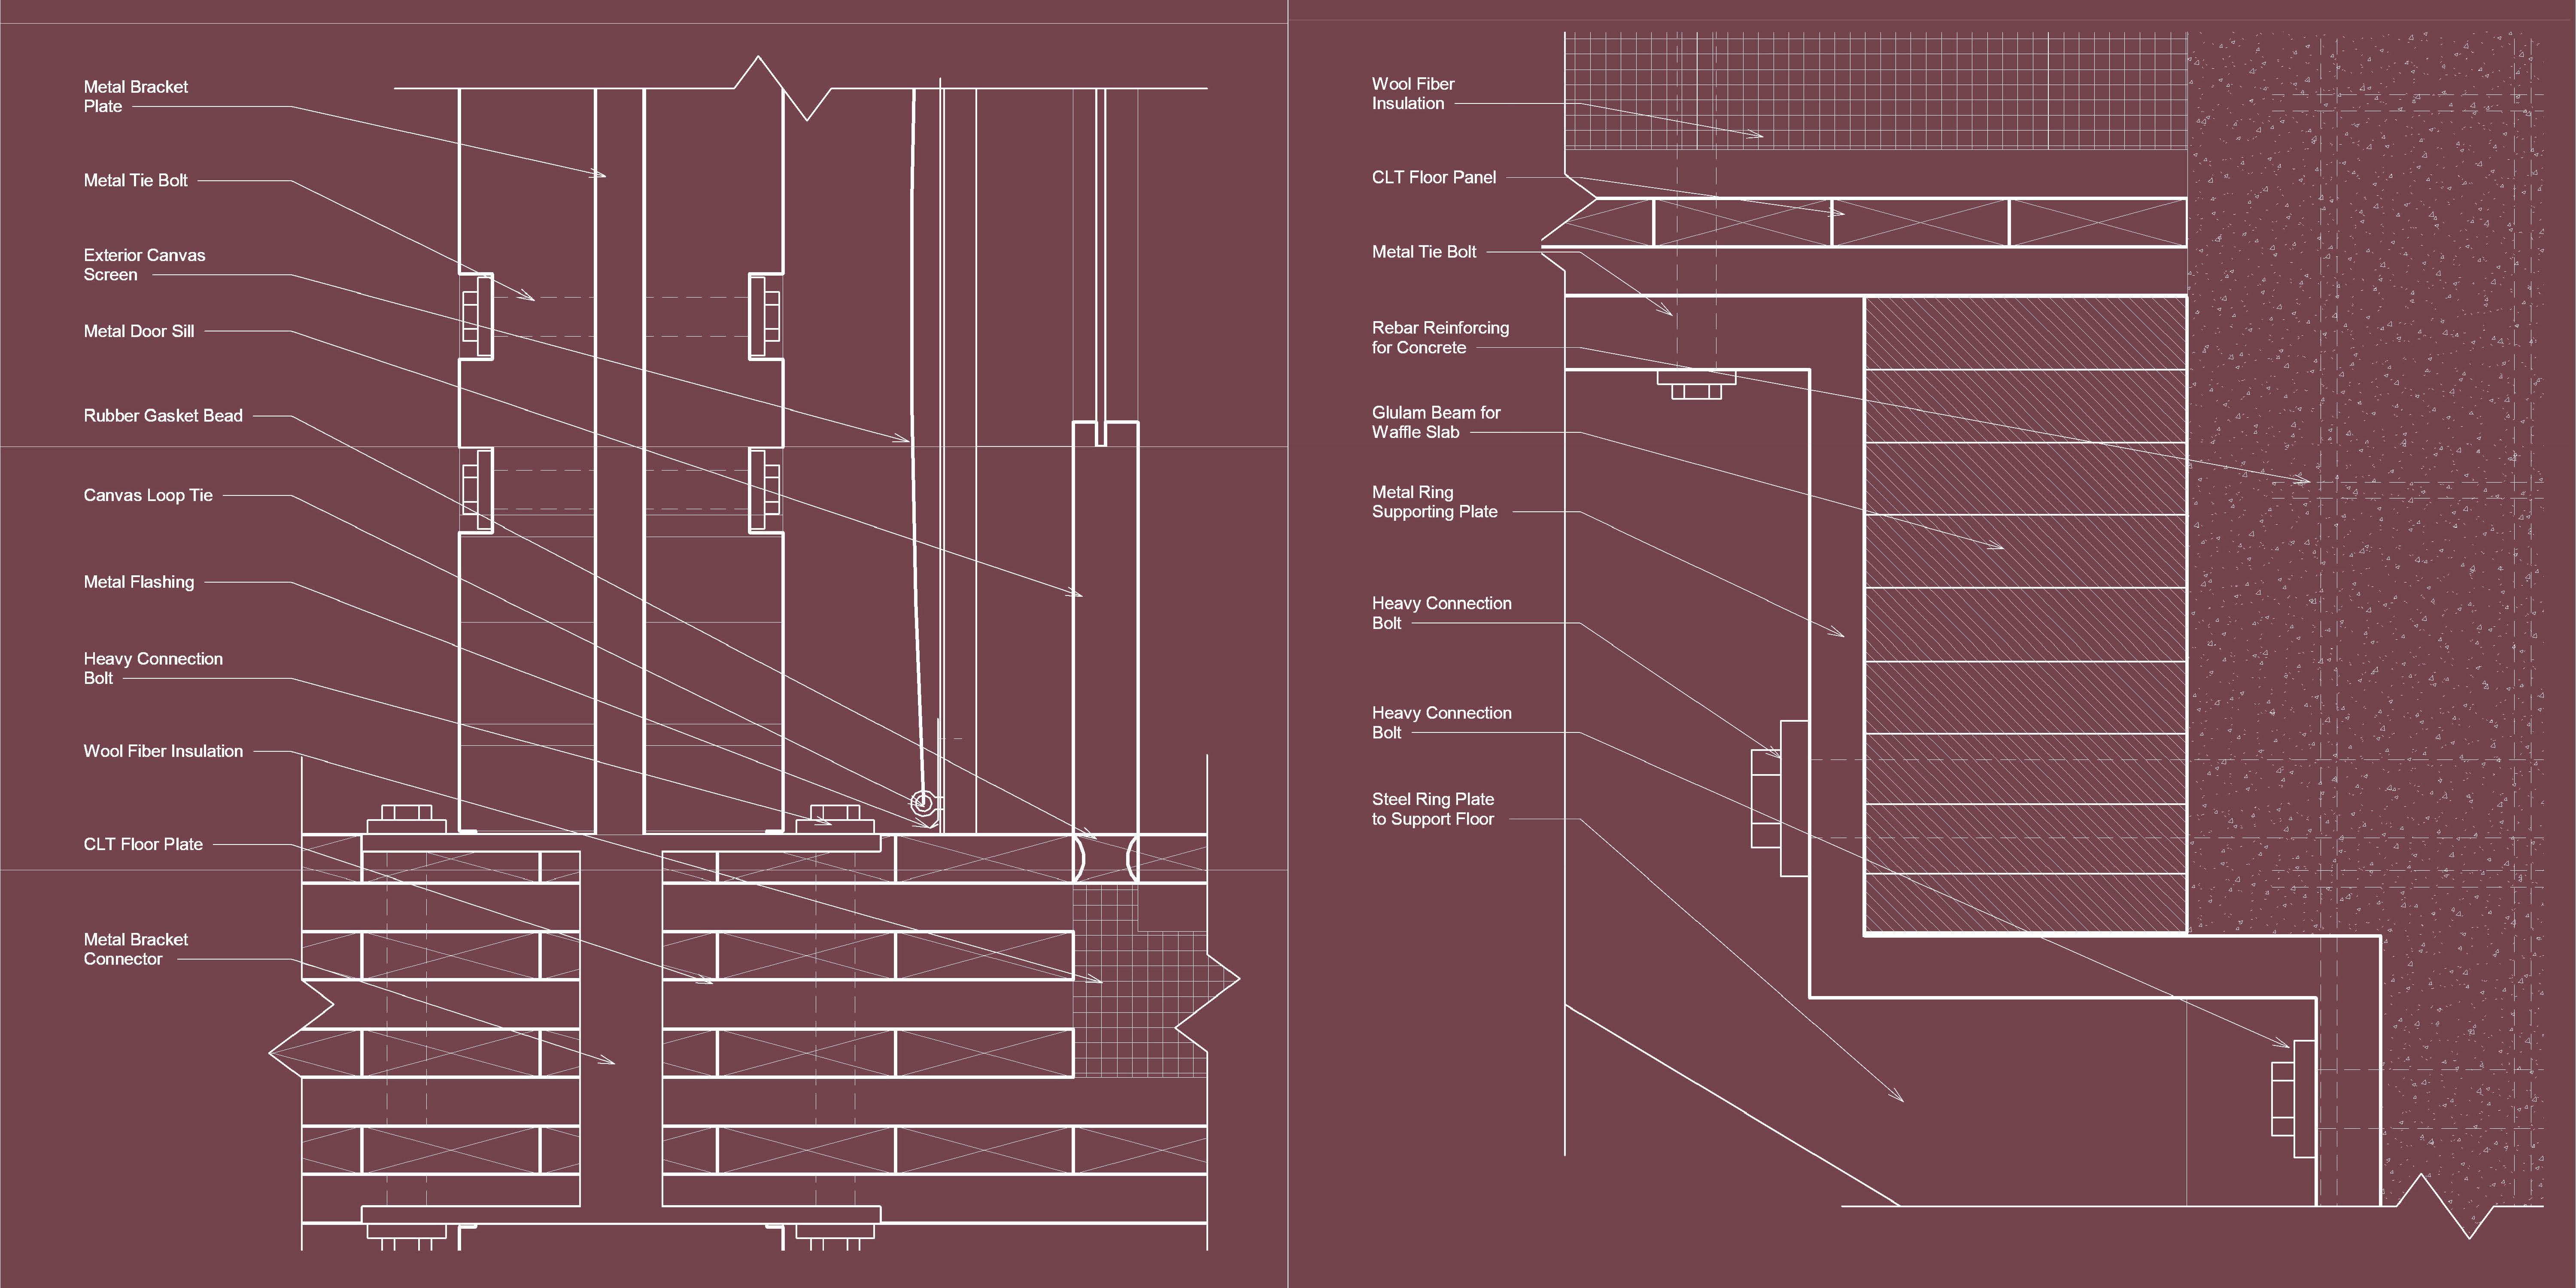 Metal Bracket
Plate
Metal Tie Bolt
Exterior Canvas
Screen
Metal Door Sill
Rubber Gasket Bead
Canvas Loop Tie
Metal Flashing
Heavy Connection
Bolt
Wool Fiber Insulation
CLT Floor Plate
Metal Bracket
Connector
Wool Fiber
Insulation
CLT Floor Panel
Metal Tie Bolt
Rebar Reinforcing
for Concrete
Glulam Beam for
Waffle Slab
Metal Ring
Supporting Plate
Heavy Connection
Bolt
Heavy Connection
Bolt
Steel Ring Plate
to Support Floor